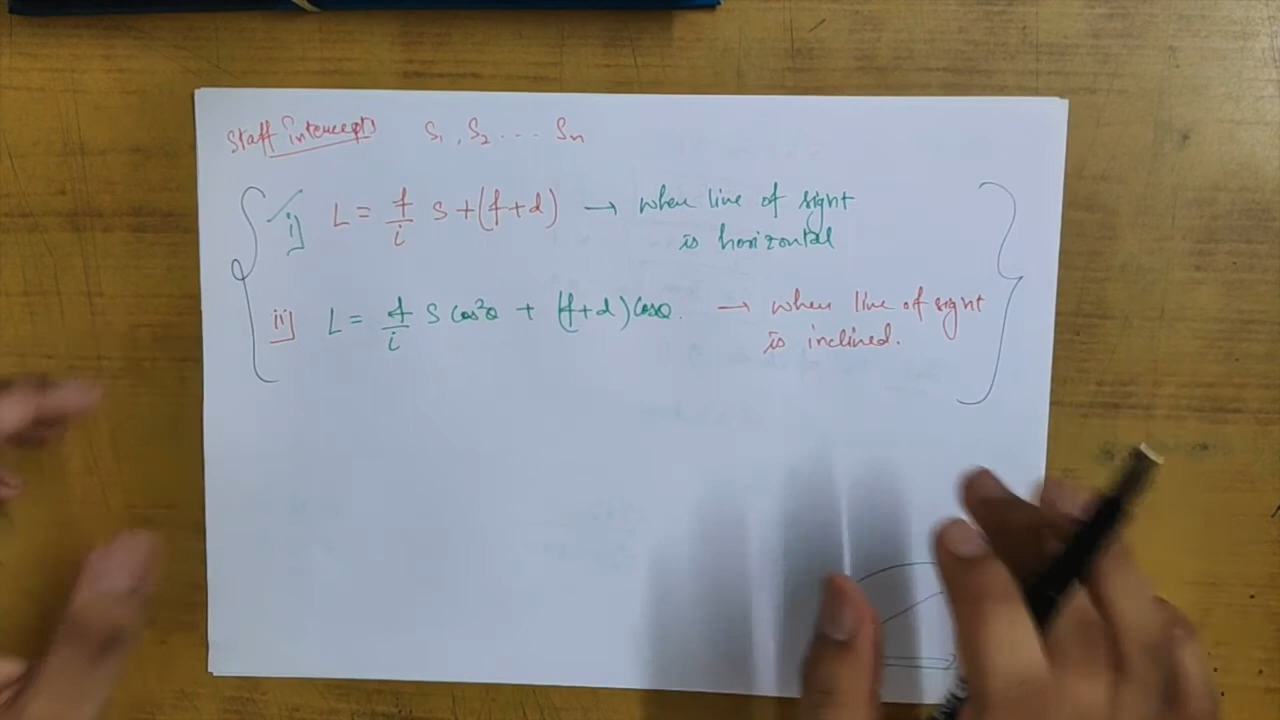 Staff Intercepts S₁, S₂ ... Sₙ
i] L = f/i S + (f+d) → when line of sight
is horizontal
ii] L = f/i S cos²θ + (f+d) Cosθ. → when line of sight
is inclined.